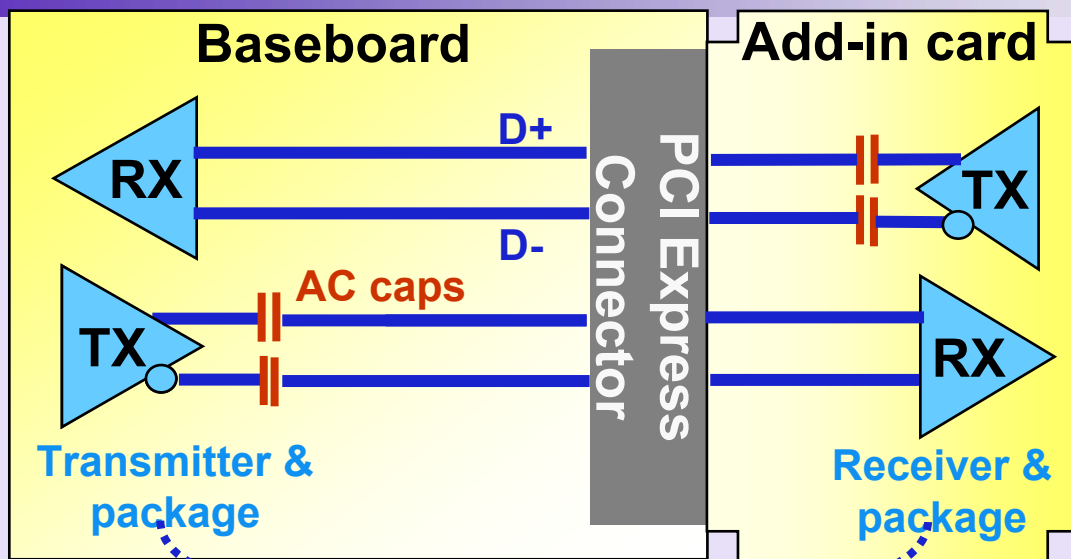 Baseboard
Add-in card
D+
RX
TX
D-
PCI Express
Connector
AC caps
TX
RX
Transmitter &
package
Receiver &
package